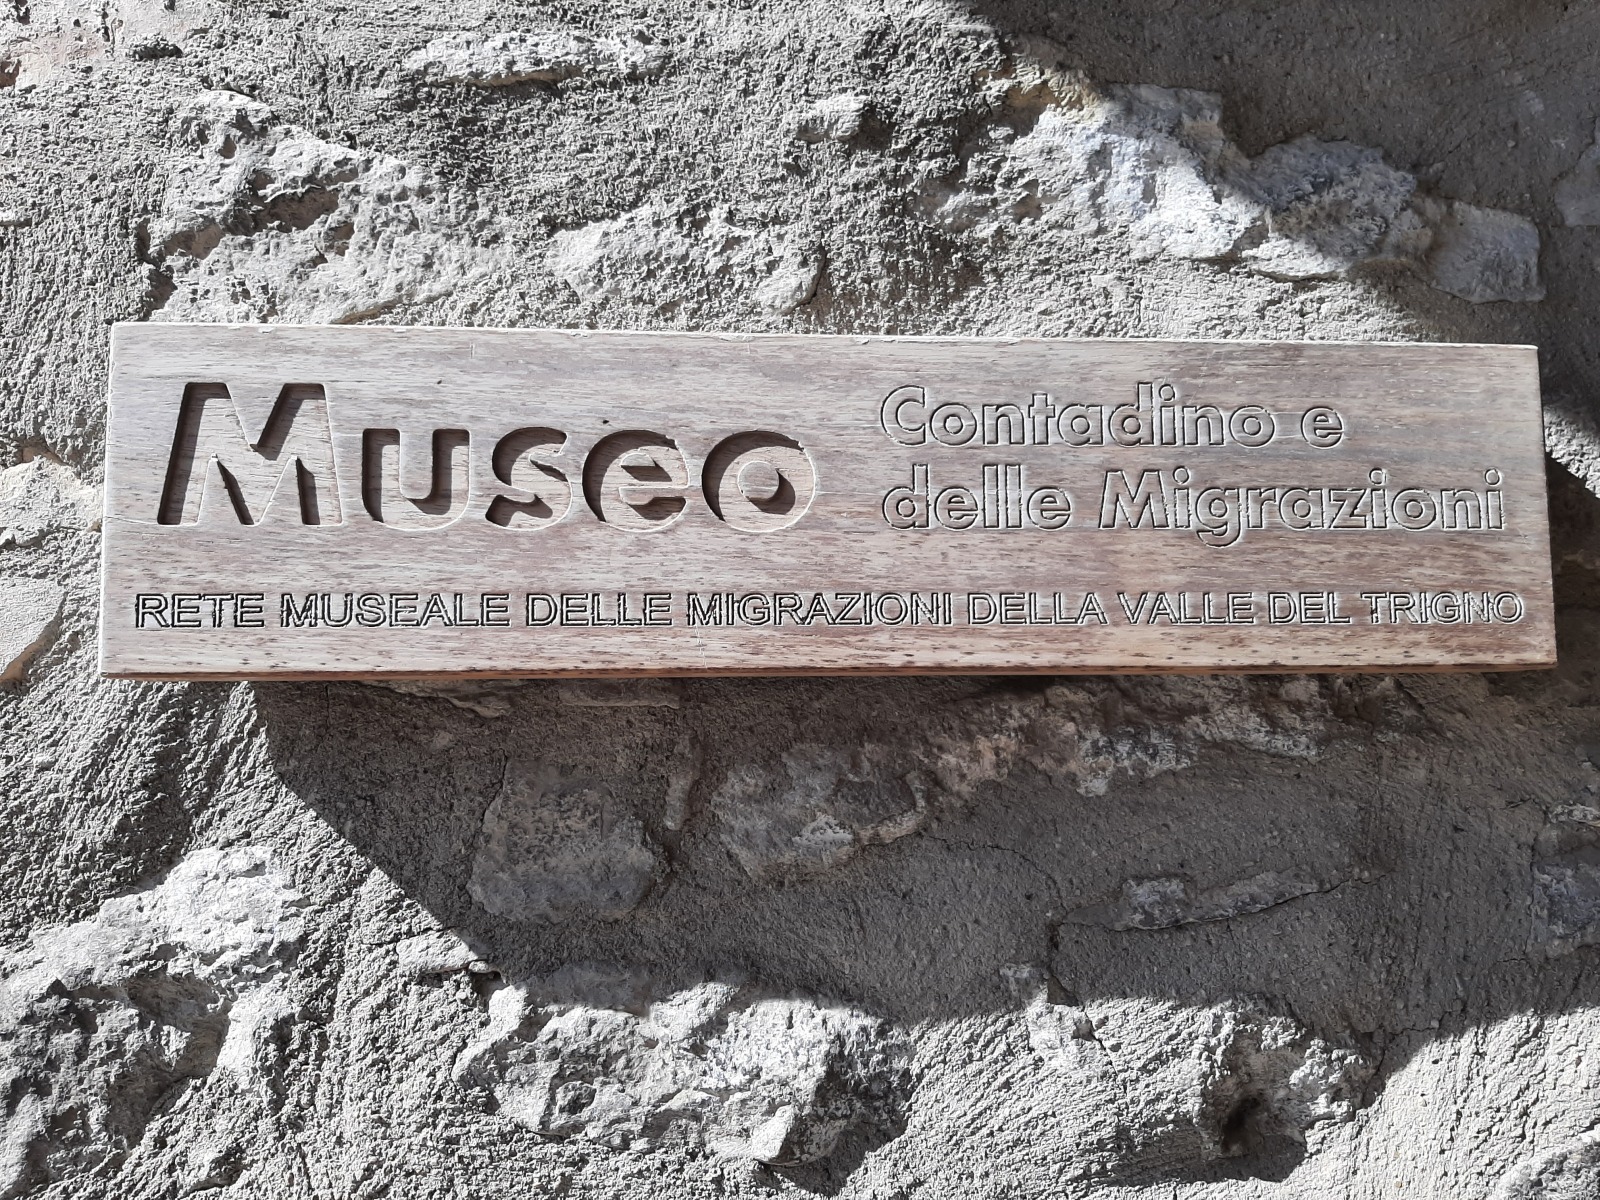 Museo
Contadino e
delle Migrazioni
RETE MUSEALE DELLE MIGRAZIONI DELLA VALLE DEL TRIGNO